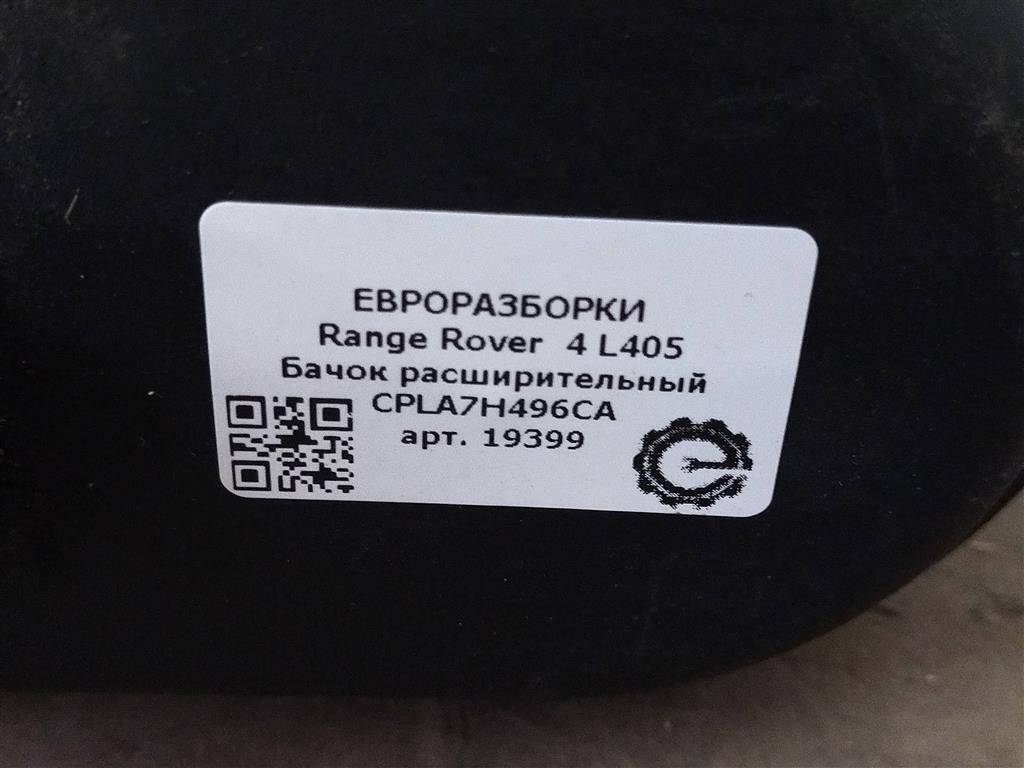 ЕВРОРАЗБОРКИ
Range Rover 4 L405
Бачок расширительный
CPLA7H496CA
арт. 19399